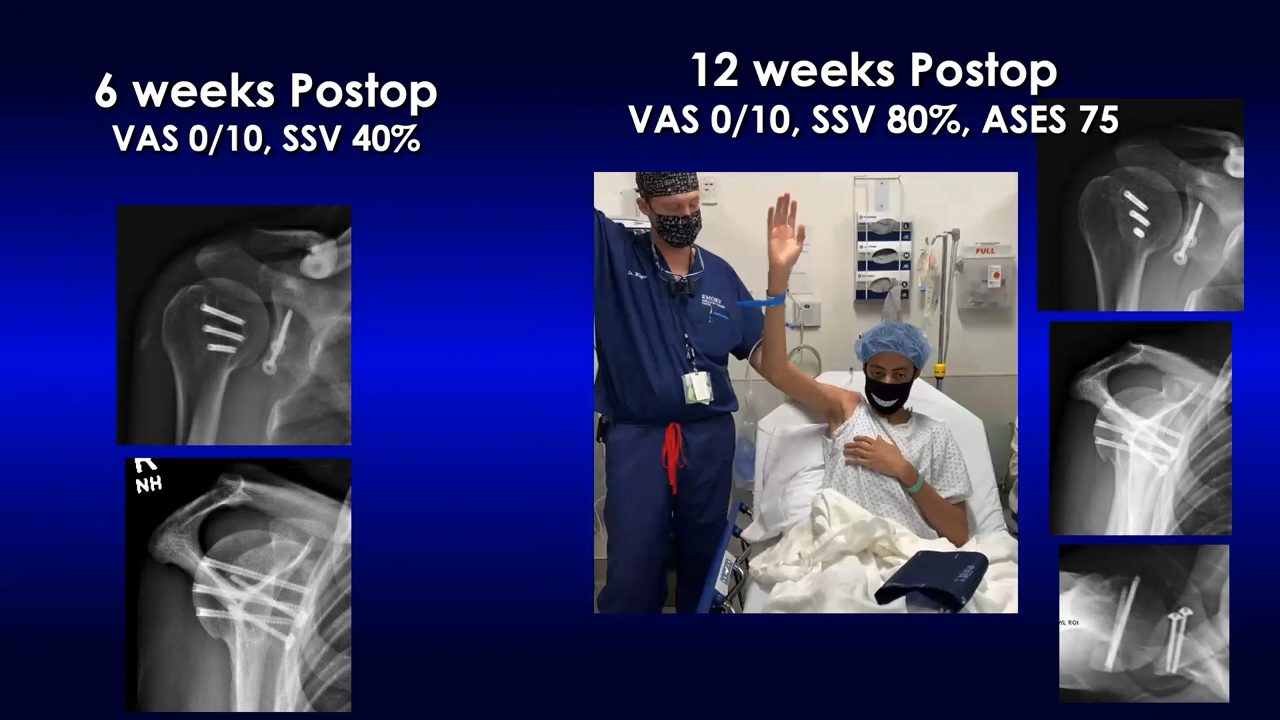 6 weeks Postop
VAS 0/10, SSV 40%
12 weeks Postop
VAS 0/10, SSV 80%, ASES 75
R
NH
EMORY
FULL